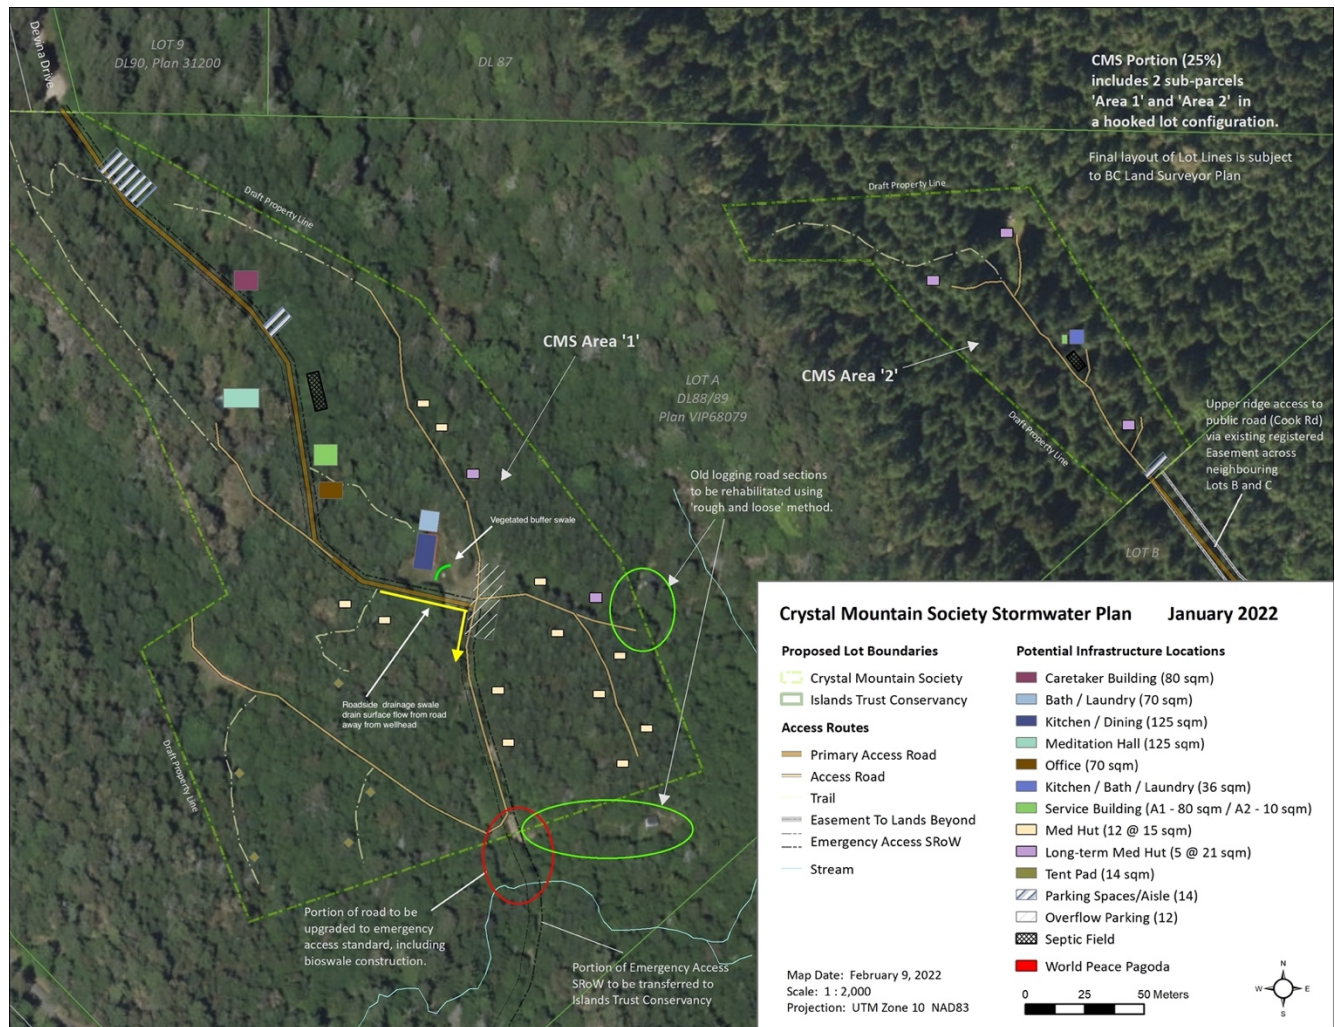 Devina Drive
LOT 9
DL90, Plan 31200
DL 87
CMS Portion (25%)
includes 2 sub-parcels
'Area 1' and 'Area 2' in
a hooked lot configuration.
Final layout of Lot Lines is subject
to BC Land Surveyor Plan
Draft Property Line
Draft Property Line
CMS Area '1'
CMS Area '2'
LOT A
DL88/89
Plan VIP68079
Draft Property Line
Upper ridge access to
public road (Cook Rd)
via existing registered
Easement across
neighbouring
Lots B and C
Old logging road sections
to be rehabilitated using
'rough and loose' method.
Vegetated buffer swale
LOT B
Roadside drainage swale
drain surface flow from road
away from wellhead
Draft Property Line
Portion of road to be
upgraded to emergency
access standard, including
bioswale construction.
Portion of Emergency Access
SRoW to be transferred to
Islands Trust Conservancy
Crystal Mountain Society Stormwater Plan January 2022
Proposed Lot Boundaries
Crystal Mountain Society
Islands Trust Conservancy
Access Routes
Primary Access Road
Access Road
Trail
Easement To Lands Beyond
Emergency Access SRoW
Stream
Potential Infrastructure Locations
Caretaker Building (80 sqm)
Bath / Laundry (70 sqm)
Kitchen / Dining (125 sqm)
Meditation Hall (125 sqm)
Office (70 sqm)
Kitchen / Bath / Laundry (36 sqm)
Service Building (A1 - 80 sqm / A2 - 10 sqm)
Med Hut (12 @ 15 sqm)
Long-term Med Hut (5 @ 21 sqm)
Tent Pad (14 sqm)
Parking Spaces/Aisle (14)
Overflow Parking (12)
Septic Field
World Peace Pagoda
Map Date: February 9, 2022
Scale: 1 : 2,000
Projection: UTM Zone 10 NAD83
0 25 50 Meters
N
W E
S